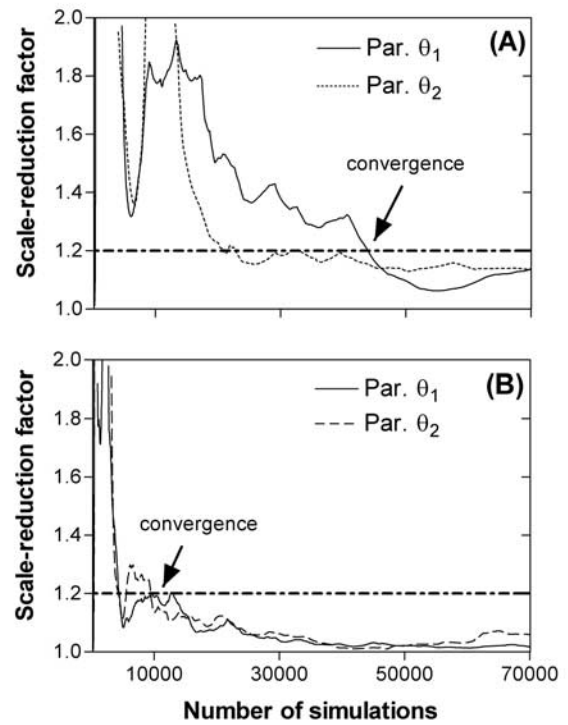 (A)
Par. θ1
Par. θ2
convergence
Scale-reduction factor
2.0
1.8
1.6
1.4
1.2
1.0
(B)
Par. θ1
Par. θ2
convergence
Scale-reduction factor
2.0
1.8
1.6
1.4
1.2
1.0
10000 30000 50000 70000
Number of simulations